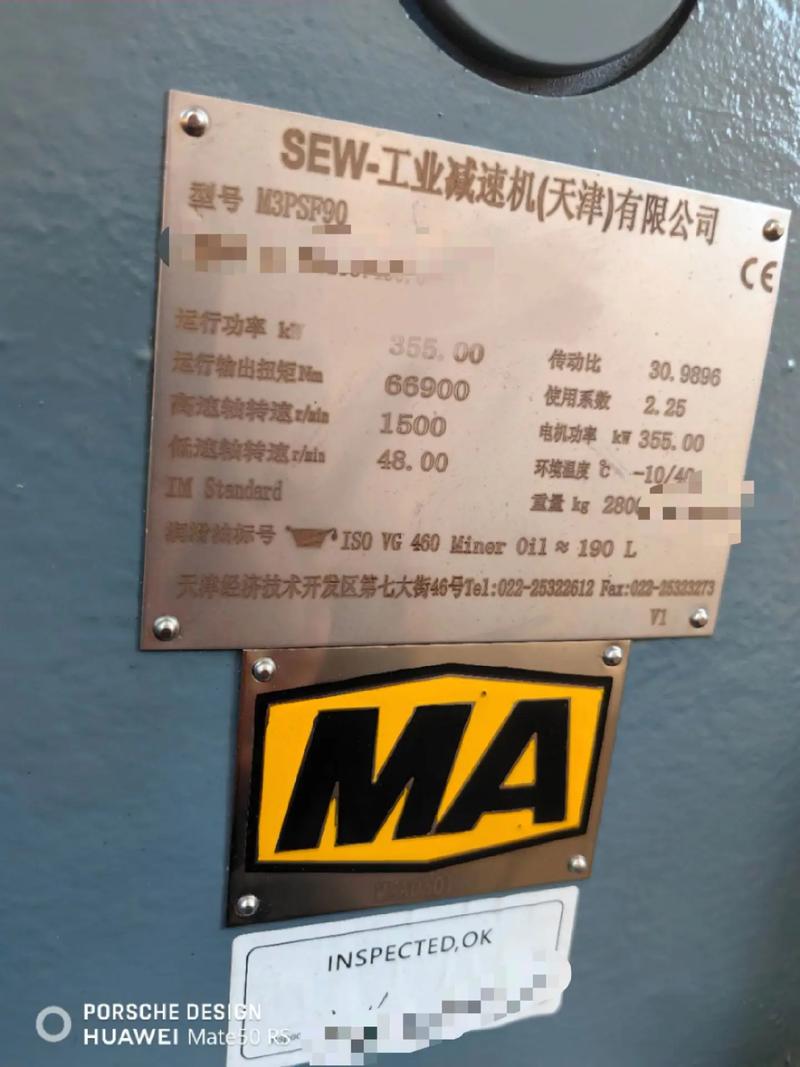 SEW-工业减速机(天津)有限公司
型号 M3PSF90
CE
运行功率 kW 355.00 传动比 30.9896
运行输出扭矩Nm 66900 使用系数 2.25
高速轴转速r/min 1500 电机功率 kW 355.00
低速轴转速r/min 48.00 环境温度 ℃ -10/40
IM Standard 重量 kg 2800
润滑油标号 ISO VG 460 Miner Oil ≈ 190 L
天津经济技术开发区第七大街46号Tel:022-25322612 Fax:022-25323273
V1
MA
INSPECTED,OK
PORSCHE DESIGN
HUAWEI Mate50 RS